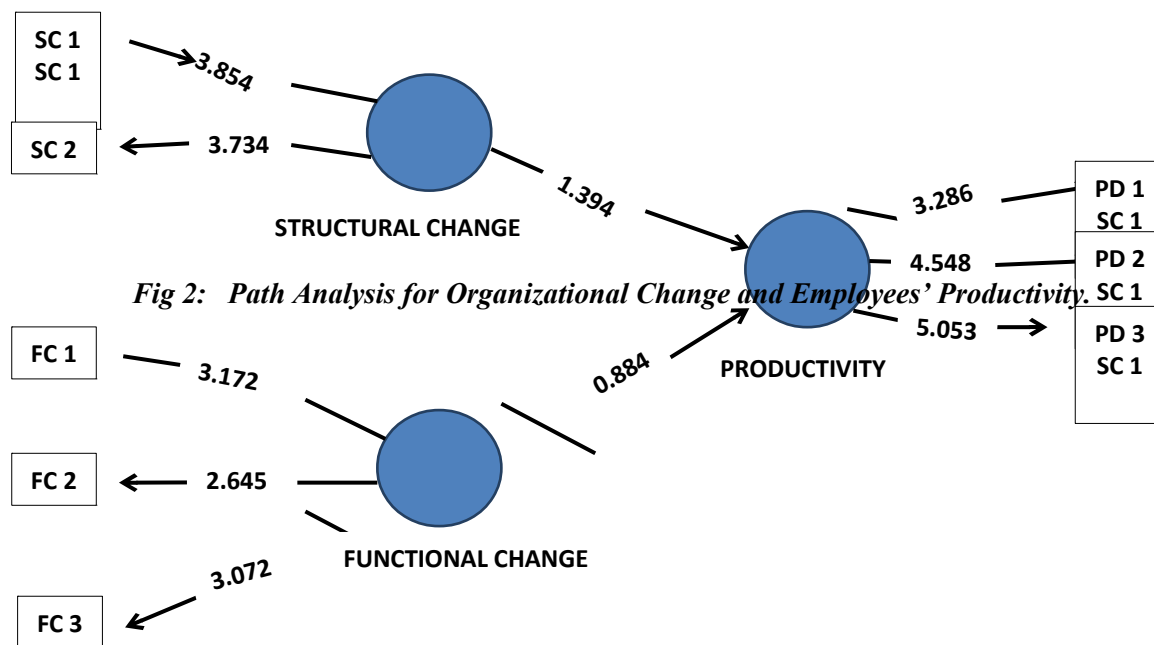 SC 1
SC 1
3.854
SC 2
3.734
STRUCTURAL CHANGE
1.394
3.286
PD 1
SC 1
4.548
PD 2
SC 1
Fig 2: Path Analysis for Organizational Change and Employees' Productivity.
5.053
PD 3
SC 1
PRODUCTIVITY
0.884
FC 1
3.172
FC 2
2.645
FUNCTIONAL CHANGE
3.072
FC 3